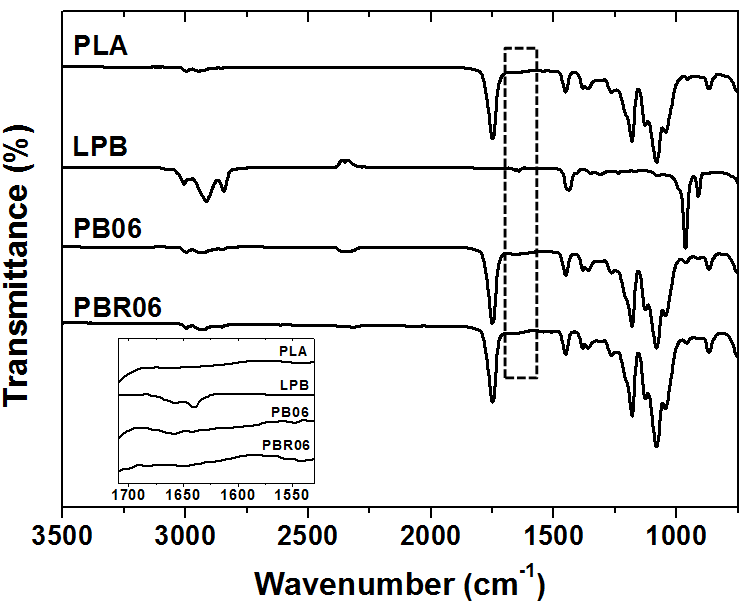 PLA
LPB
PB06
PBR06
PLA
LPB
PB06
PBR06
1700 1650 1600 1550
3500 3000 2500 2000 1500 1000
Wavenumber (cm-1)
Transmittance (%)